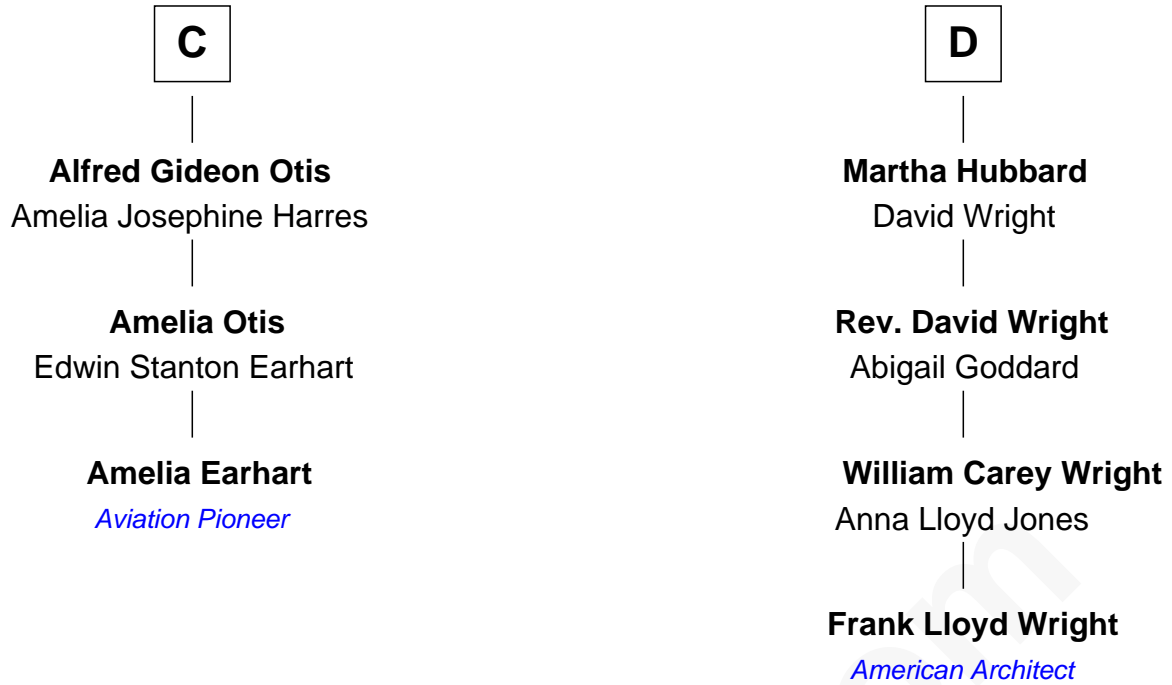 C
Alfred Gideon Otis
Amelia Josephine Harres
Amelia Otis
Edwin Stanton Earhart
Amelia Earhart
Aviation Pioneer
D
Martha Hubbard
David Wright
Rev. David Wright
Abigail Goddard
William Carey Wright
Anna Lloyd Jones
Frank Lloyd Wright
American Architect